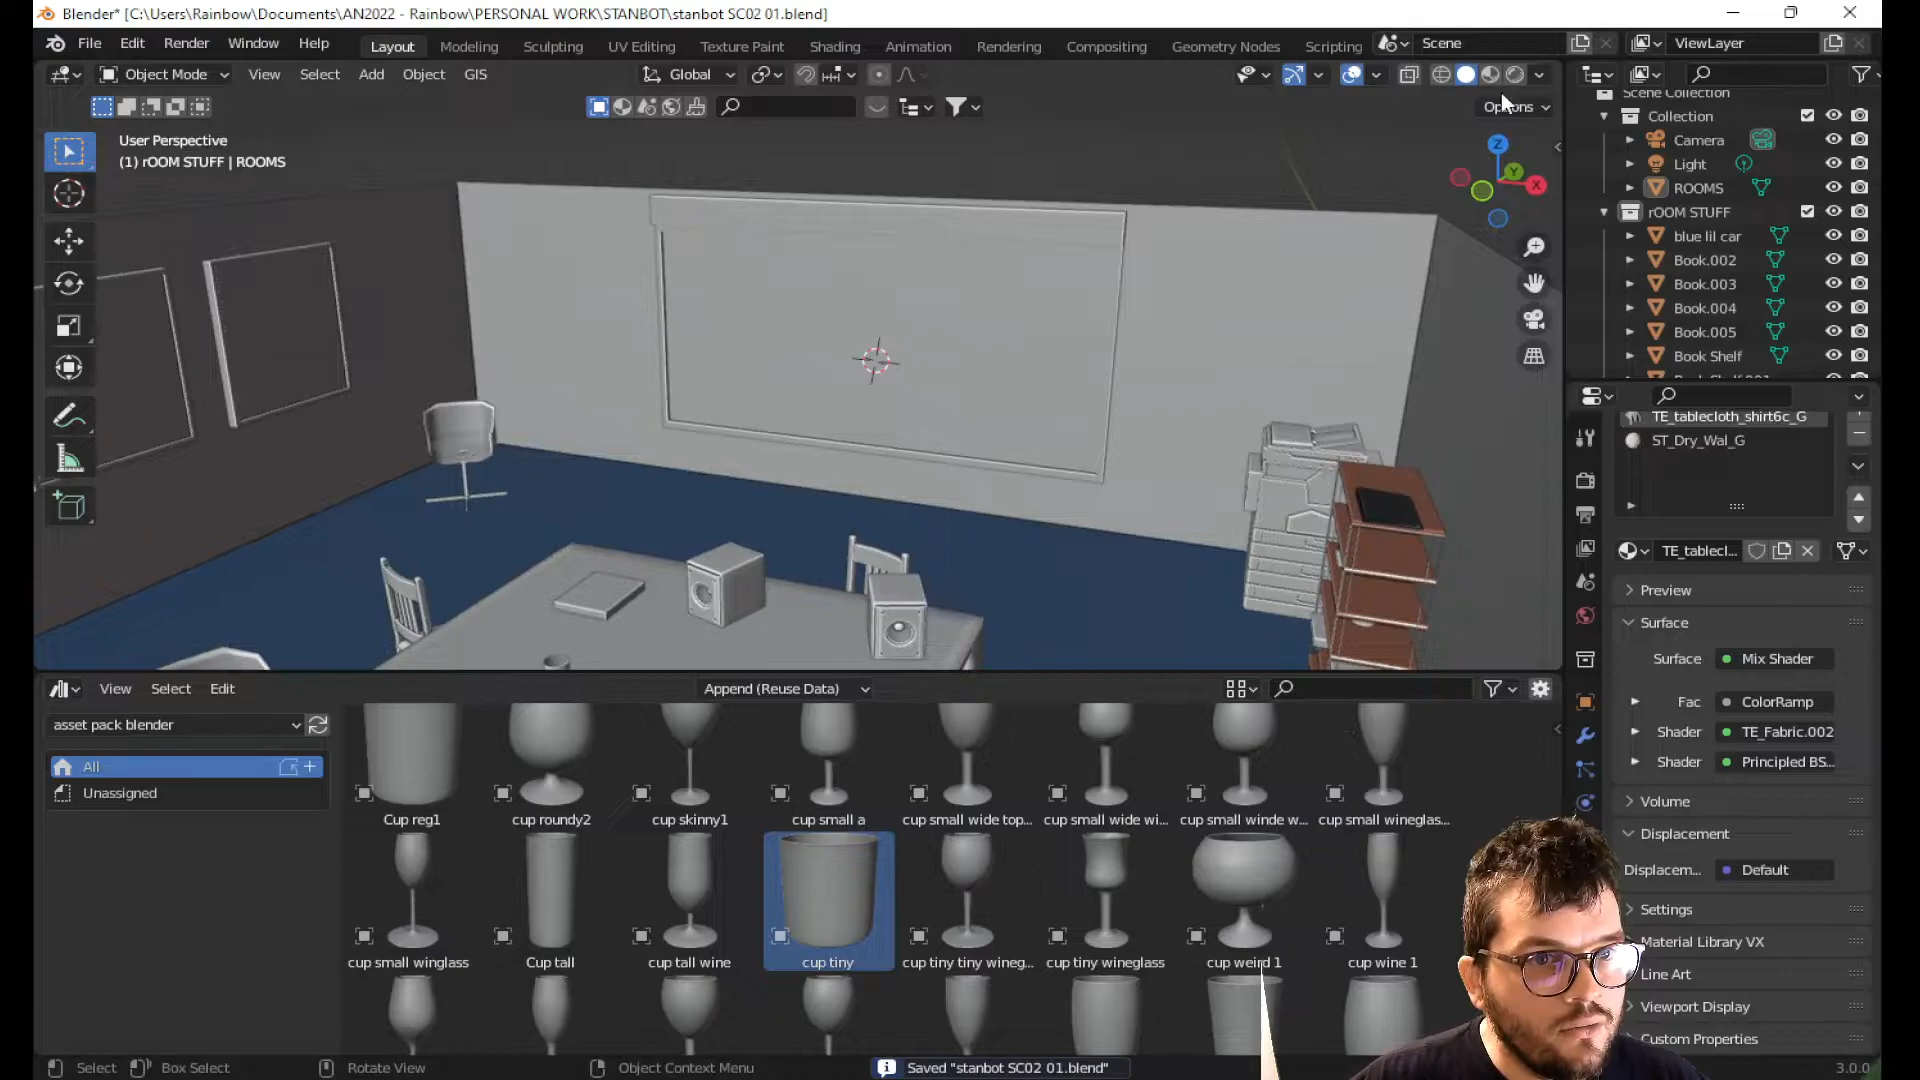 Blender* [C:\Users\Rainbow\Documents\AN2022 - Rainbow\PERSONAL WORK\STANBOT\stanbot SC02 01.blend]
File Edit Render Window Help Layout Modeling Sculpting UV Editing Texture Paint Shading Animation Rendering Compositing Geometry Nodes Scripting Scene ViewLayer
Object Mode View Select Add Object GIS Global
Options
User Perspective
(1) rOOM STUFF | ROOMS
Z
Y
X
Scene Collection
Collection
Camera
Light
ROOMS
rOOM STUFF
blue lil car
Book.002
Book.003
Book.004
Book.005
Book Shelf
TE_tablecloth_shirt6c_G
ST_Dry_Wal_G
TE_tablecl...
Preview
Surface
Surface Mix Shader
Fac ColorRamp
Shader TE_Fabric.002
Shader Principled BS...
Volume
Displacement
Displacem... Default
Settings
Material Library VX
Line Art
Viewport Display
Custom Properties
View Select Edit Append (Reuse Data)
asset pack blender
All
Unassigned
Cup reg1 cup roundy2 cup skinny1 cup small a cup small wide top... cup small wide wi... cup small winde w... cup small wineglas...
cup small winglass Cup tall cup tall wine cup tiny cup tiny tiny wineg... cup tiny wineglass cup weird 1 cup wine 1
Select Box Select Rotate View Object Context Menu Saved "stanbot SC02 01.blend" 3.0.0